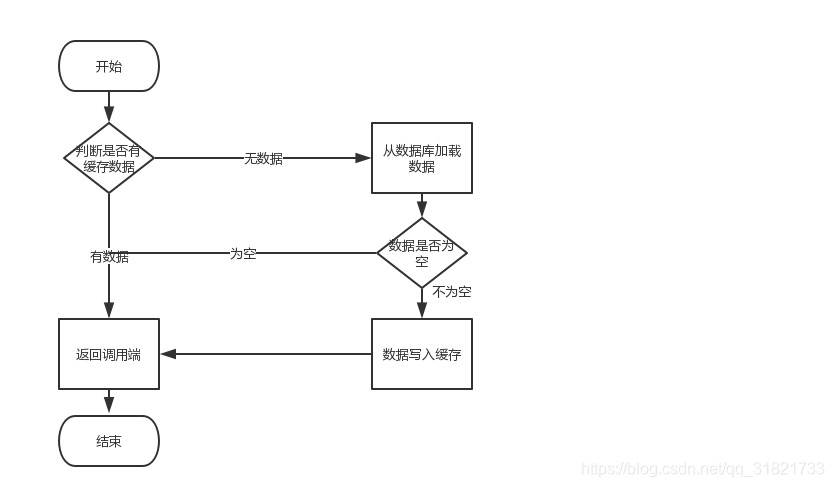 开始
判断是否有
缓存数据
无数据
从数据库加载
数据
有数据
为空
数据是否为
空
不为空
返回调用端
数据写入缓存
结束
https://blog.csdn.net/qq_31821733